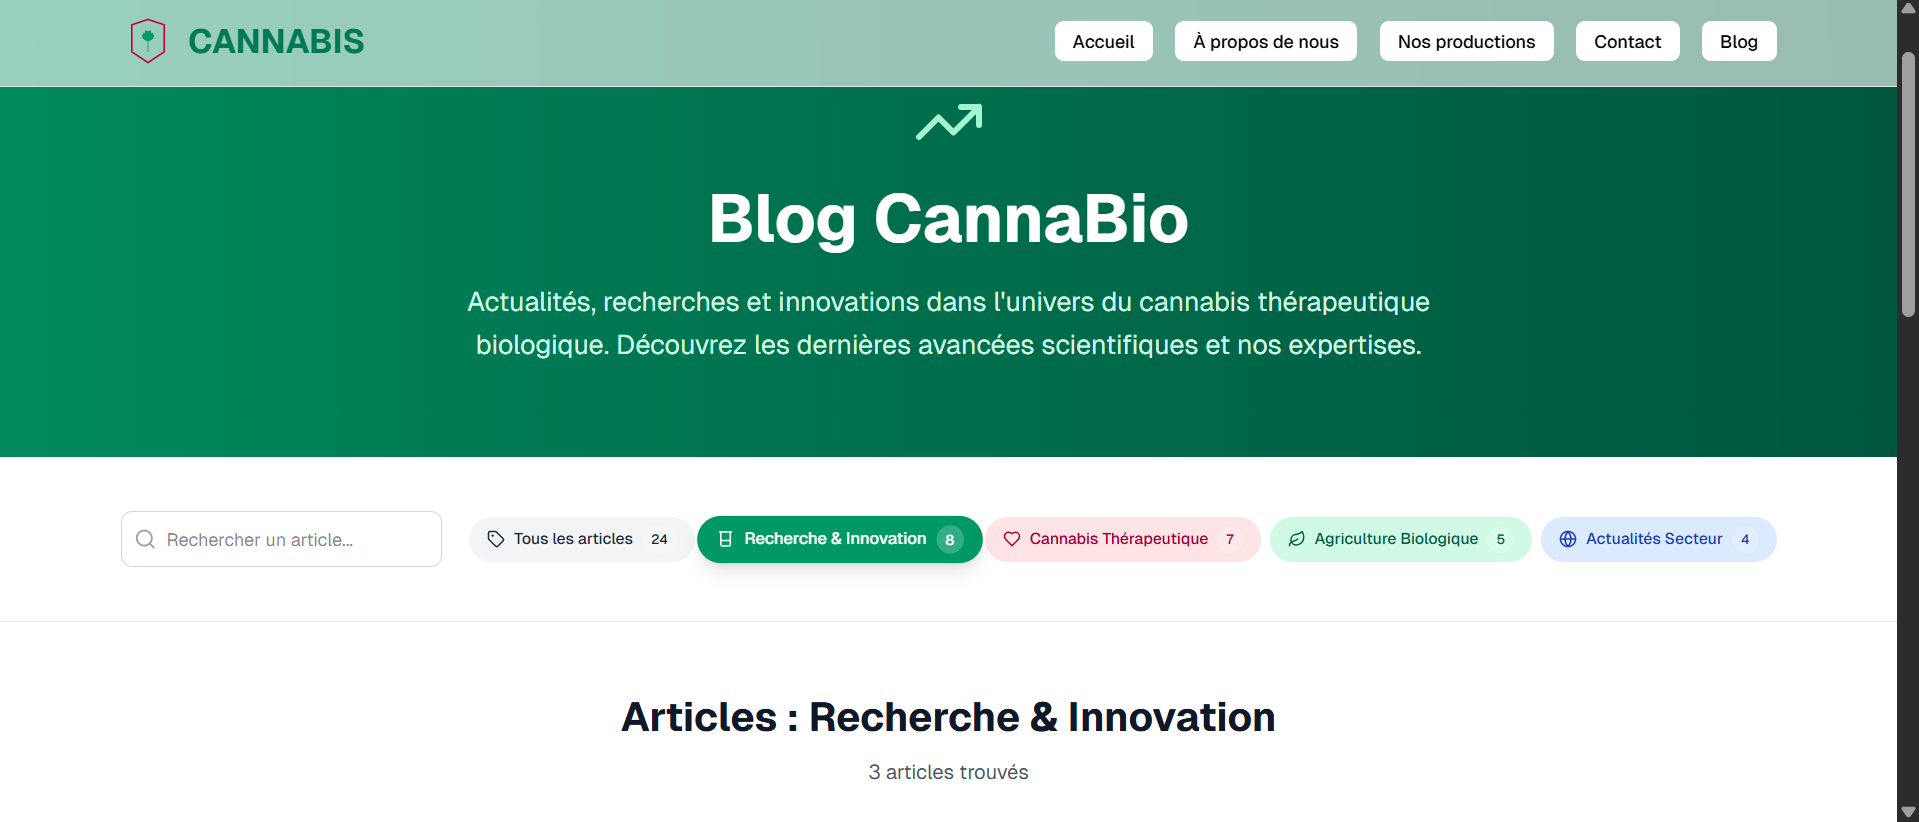 CANNABIS
Accueil
À propos de nous
Nos productions
Contact
Blog
Blog CannaBio
Actualités, recherches et innovations dans l'univers du cannabis thérapeutique
biologique. Découvrez les dernières avancées scientifiques et nos expertises.
Rechercher un article...
Tous les articles 24
Recherche & Innovation 8
Cannabis Thérapeutique 7
Agriculture Biologique 5
Actualités Secteur 4
Articles : Recherche & Innovation
3 articles trouvés